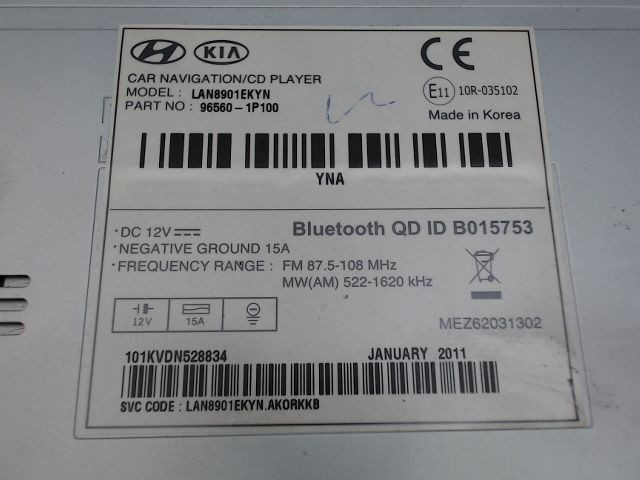 KIA
CE
CAR NAVIGATION/CD PLAYER
MODEL : LAN8901EKYN
PART NO : 96560-1P100
E11 10R-035102
Made in Korea
YNA
·DC 12V
·NEGATIVE GROUND 15A
·FREQUENCY RANGE : FM 87.5-108 MHz
MW(AM) 522-1620 kHz
Bluetooth QD ID B015753
12V 15A
MEZ62031302
101KVDN528834 JANUARY 2011
SVC CODE : LAN8901EKYN.AKORKKB